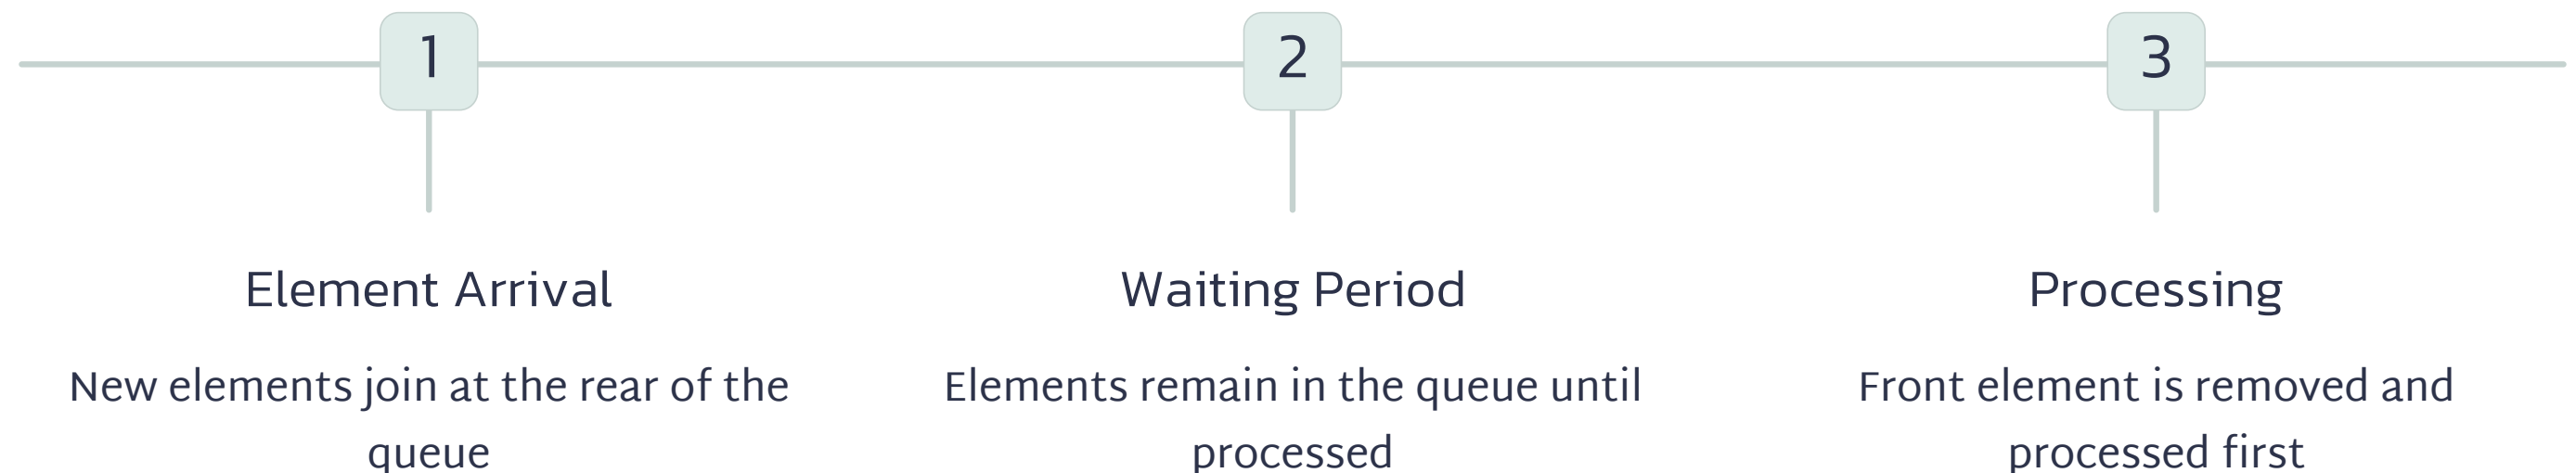 1
2
3
Element Arrival
New elements join at the rear of the
queue
Waiting Period
Elements remain in the queue until
processed
Processing
Front element is removed and
processed first